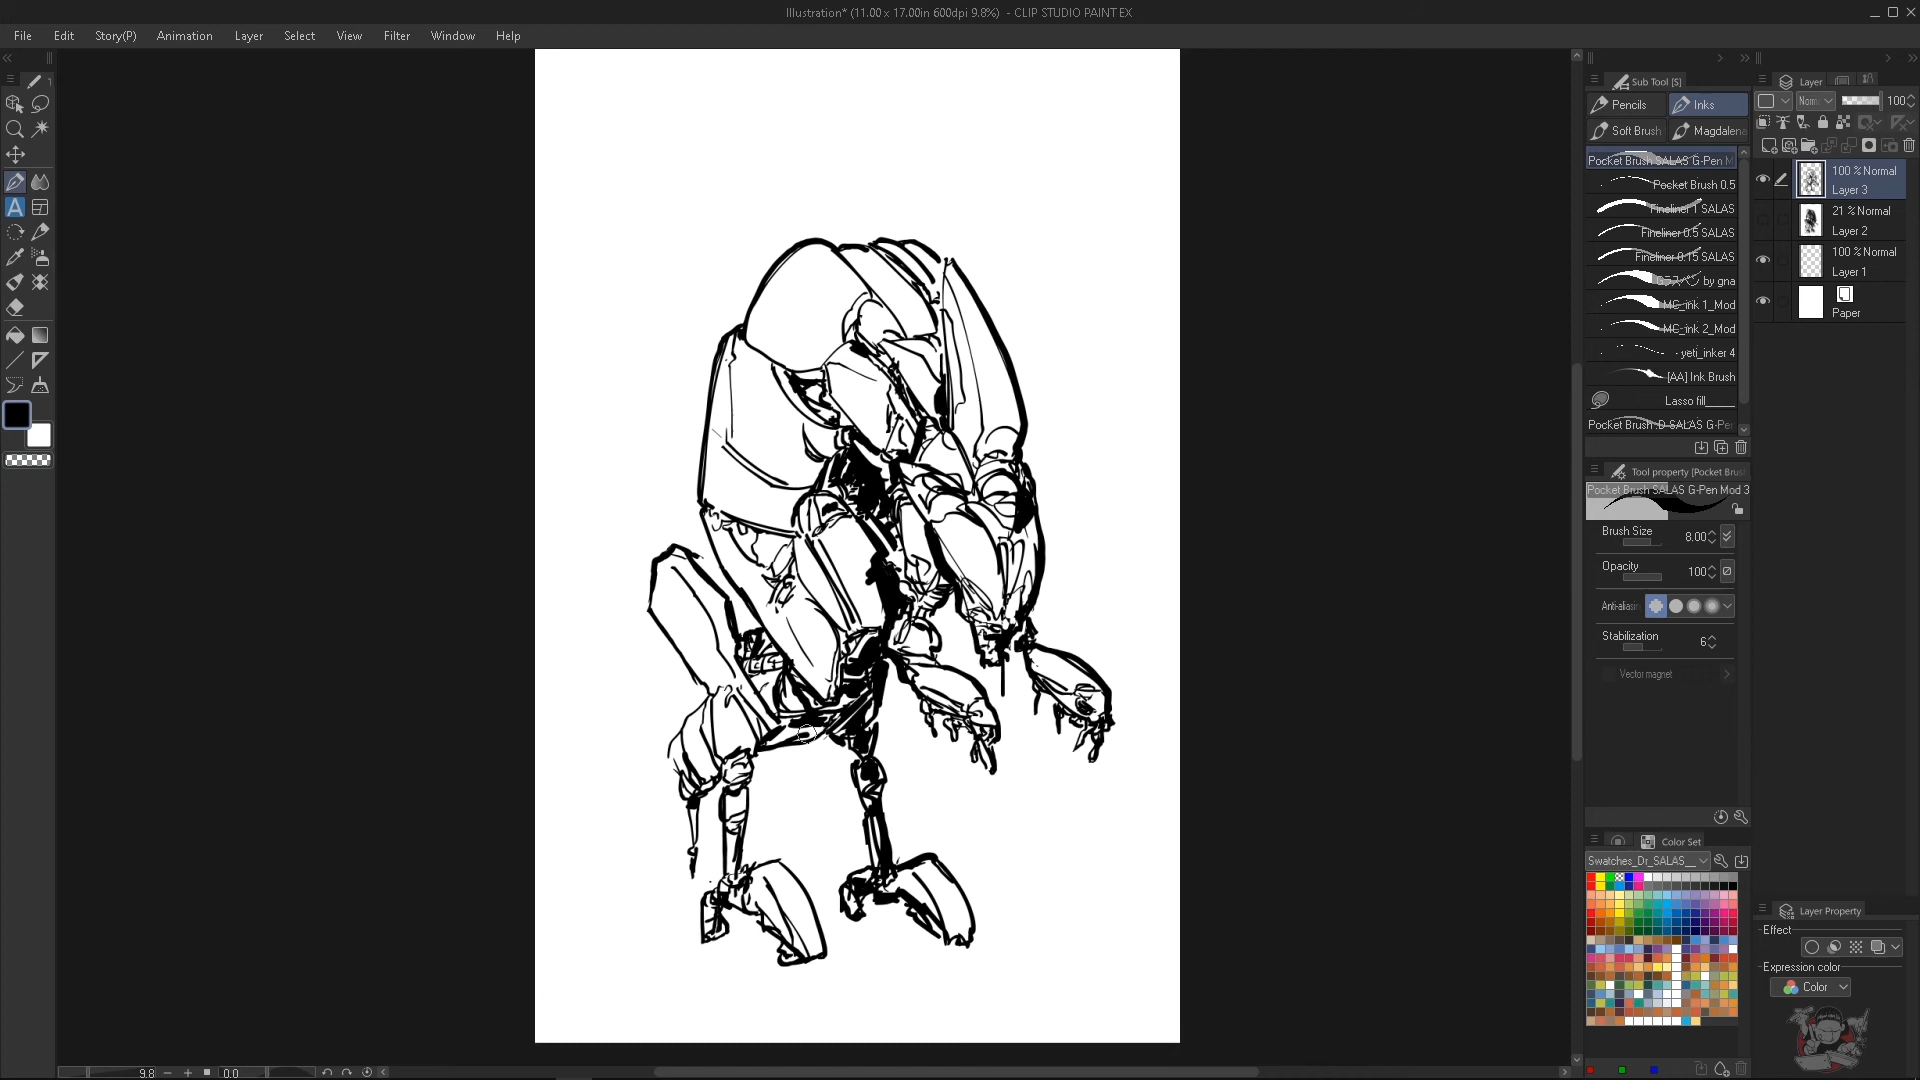 Illustration* (11.00 x 17.00in 600dpi 9.8%) - CLIP STUDIO PAINT EX
File Edit Story(P) Animation Layer Select View Filter Window Help
Sub Tool [S]
Pencils
Inks
Soft Brush
Magdalena
Pocket Brush SALAS G-Pen M
Pocket Brush 0.5
Fineliner 1 SALAS
Fineliner 0.5 SALAS
Fineliner 0.15 SALAS
by gna
MC_ink 1_Mod
MC_ink 2_Mod
yeti_inker 4
[AA] Ink Brush
Lasso fill_____
Pocket Brush :D SALAS G-Pen
Tool property [Pocket Brus
Pocket Brush SALAS G-Pen Mod 3
Brush Size 8.00
Opacity 100
Anti-aliasin
Stabilization 6
Vector magnet
Color Set
Swatches_Dr_SALAS__
Layer
Norm
100
100 % Normal
Layer 3
21 % Normal
Layer 2
100 % Normal
Layer 1
Paper
Layer Property
Effect
Expression color
Color
9.8
0.0